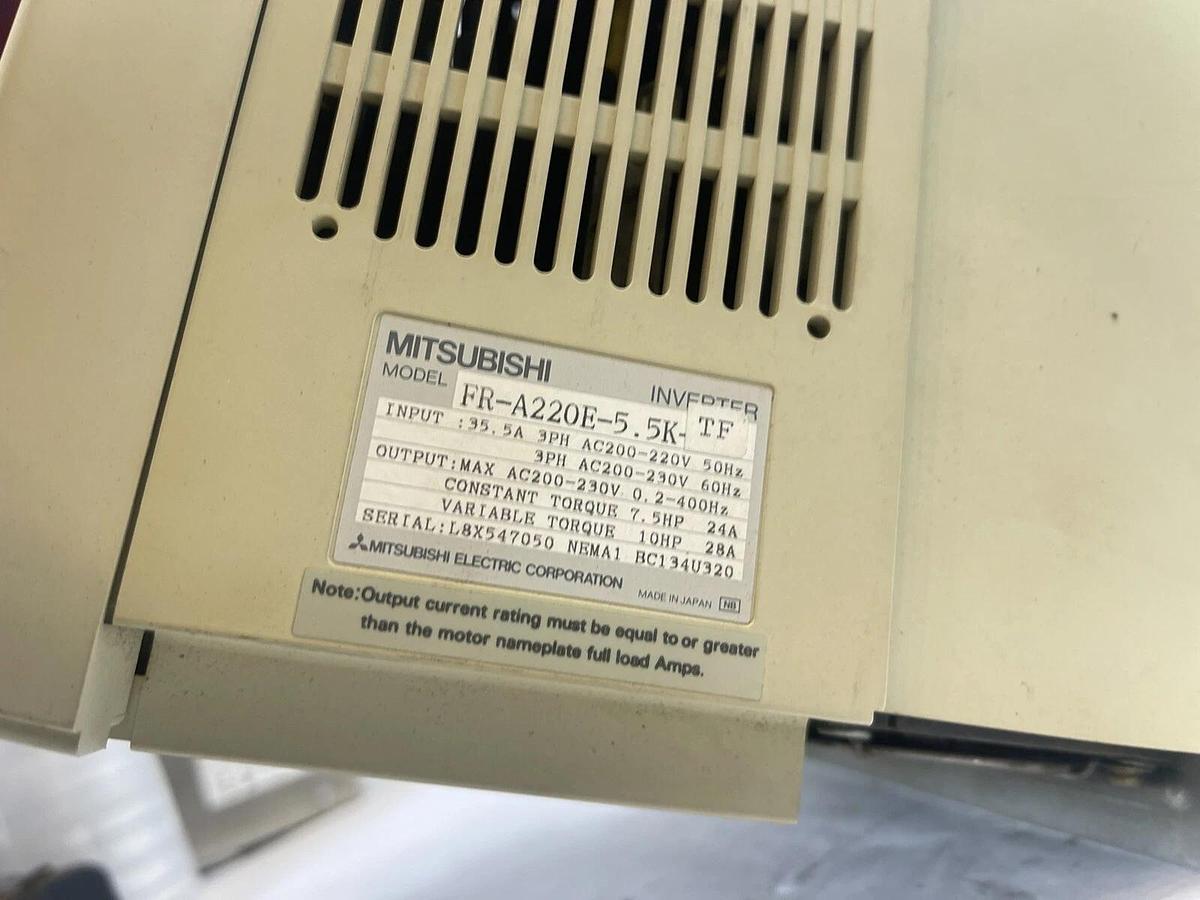 MITSUBISHI
INVERTER
MODEL FR-A220E-5.5K-TF
INPUT :35.5A 3PH AC200-220V 50Hz
3PH AC200-230V 60Hz
OUTPUT:MAX AC200-230V 0.2-400Hz
CONSTANT TORQUE 7.5HP 24A
VARIABLE TORQUE 10HP 28A
SERIAL:L8X547050 NEMA1 BC134U320
MITSUBISHI ELECTRIC CORPORATION
MADE IN JAPAN NB
Note:Output current rating must be equal to or greater
than the motor nameplate full load Amps.